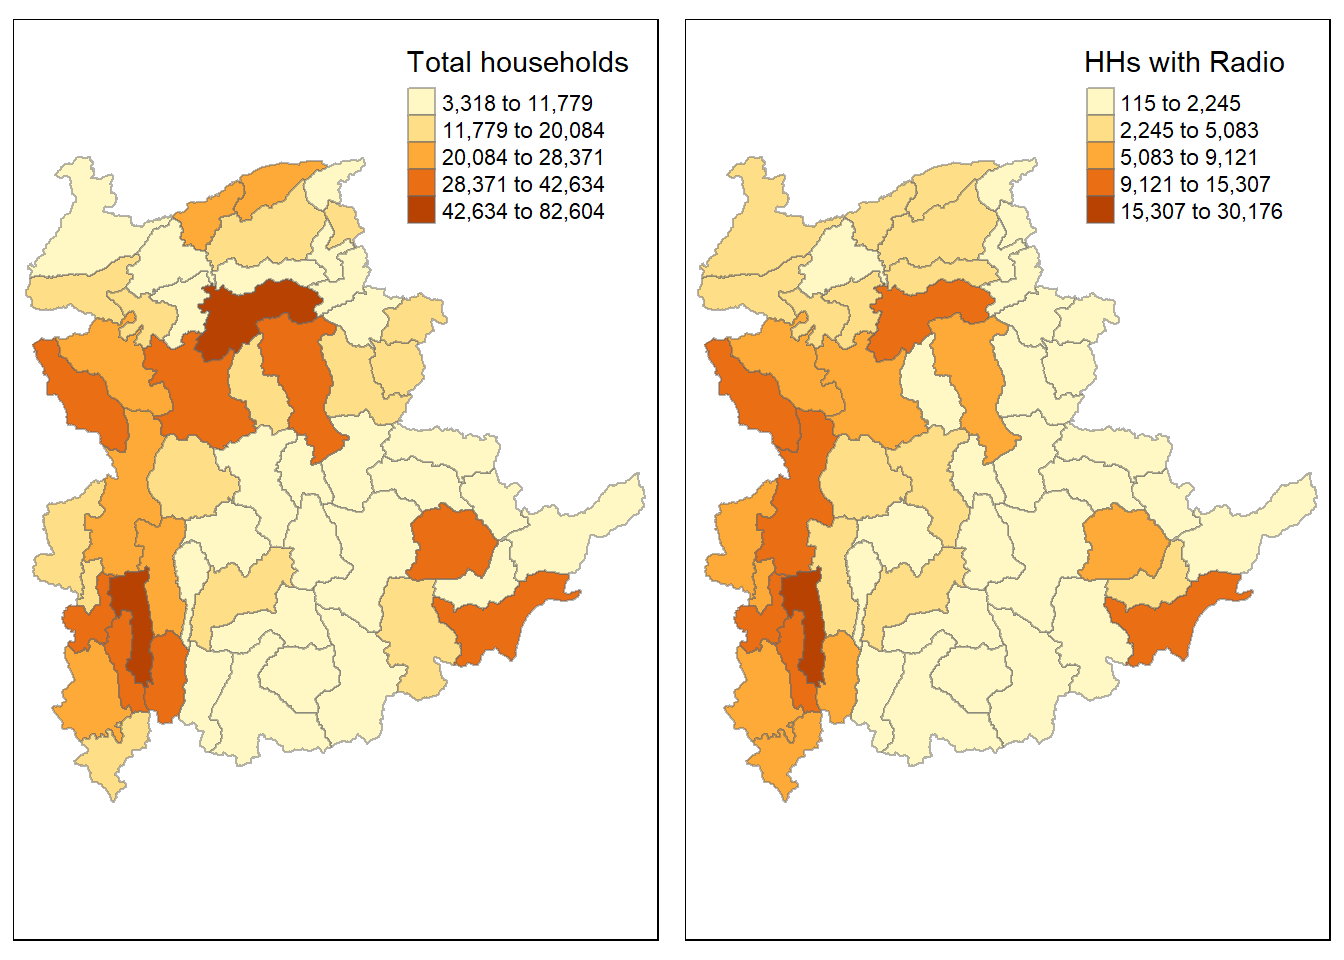 Total households
3,318 to 11,779
11,779 to 20,084
20,084 to 28,371
28,371 to 42,634
42,634 to 82,604
HHs with Radio
115 to 2,245
2,245 to 5,083
5,083 to 9,121
9,121 to 15,307
15,307 to 30,176